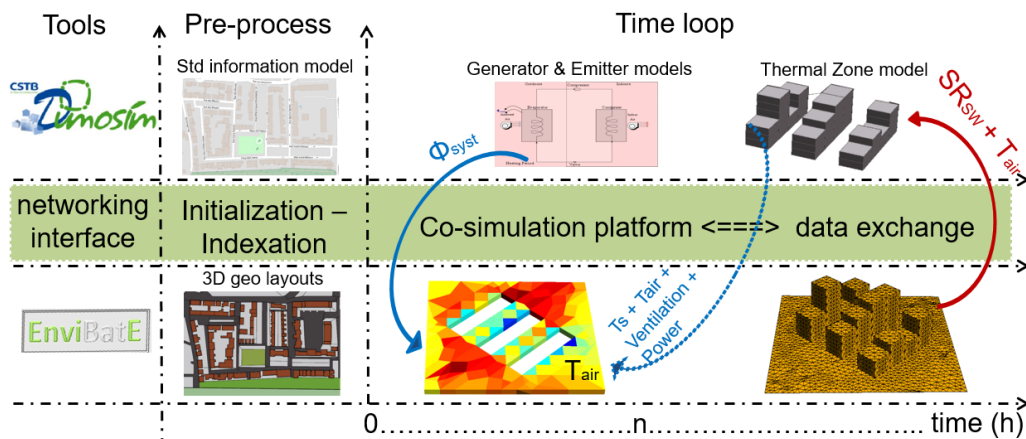 Tools
Pre-process
Time loop
CSTB
Dimosim
Std information model
Generator & Emitter models
Thermal Zone model
Φsyst
SRsw + Tair
networking
interface
Initialization –
Indexation
Co-simulation platform <===> data exchange
EnviBatE
3D geo layouts
Tair
Ts + Tair +
Ventilation +
Power
0......................................n....................................... time (h)